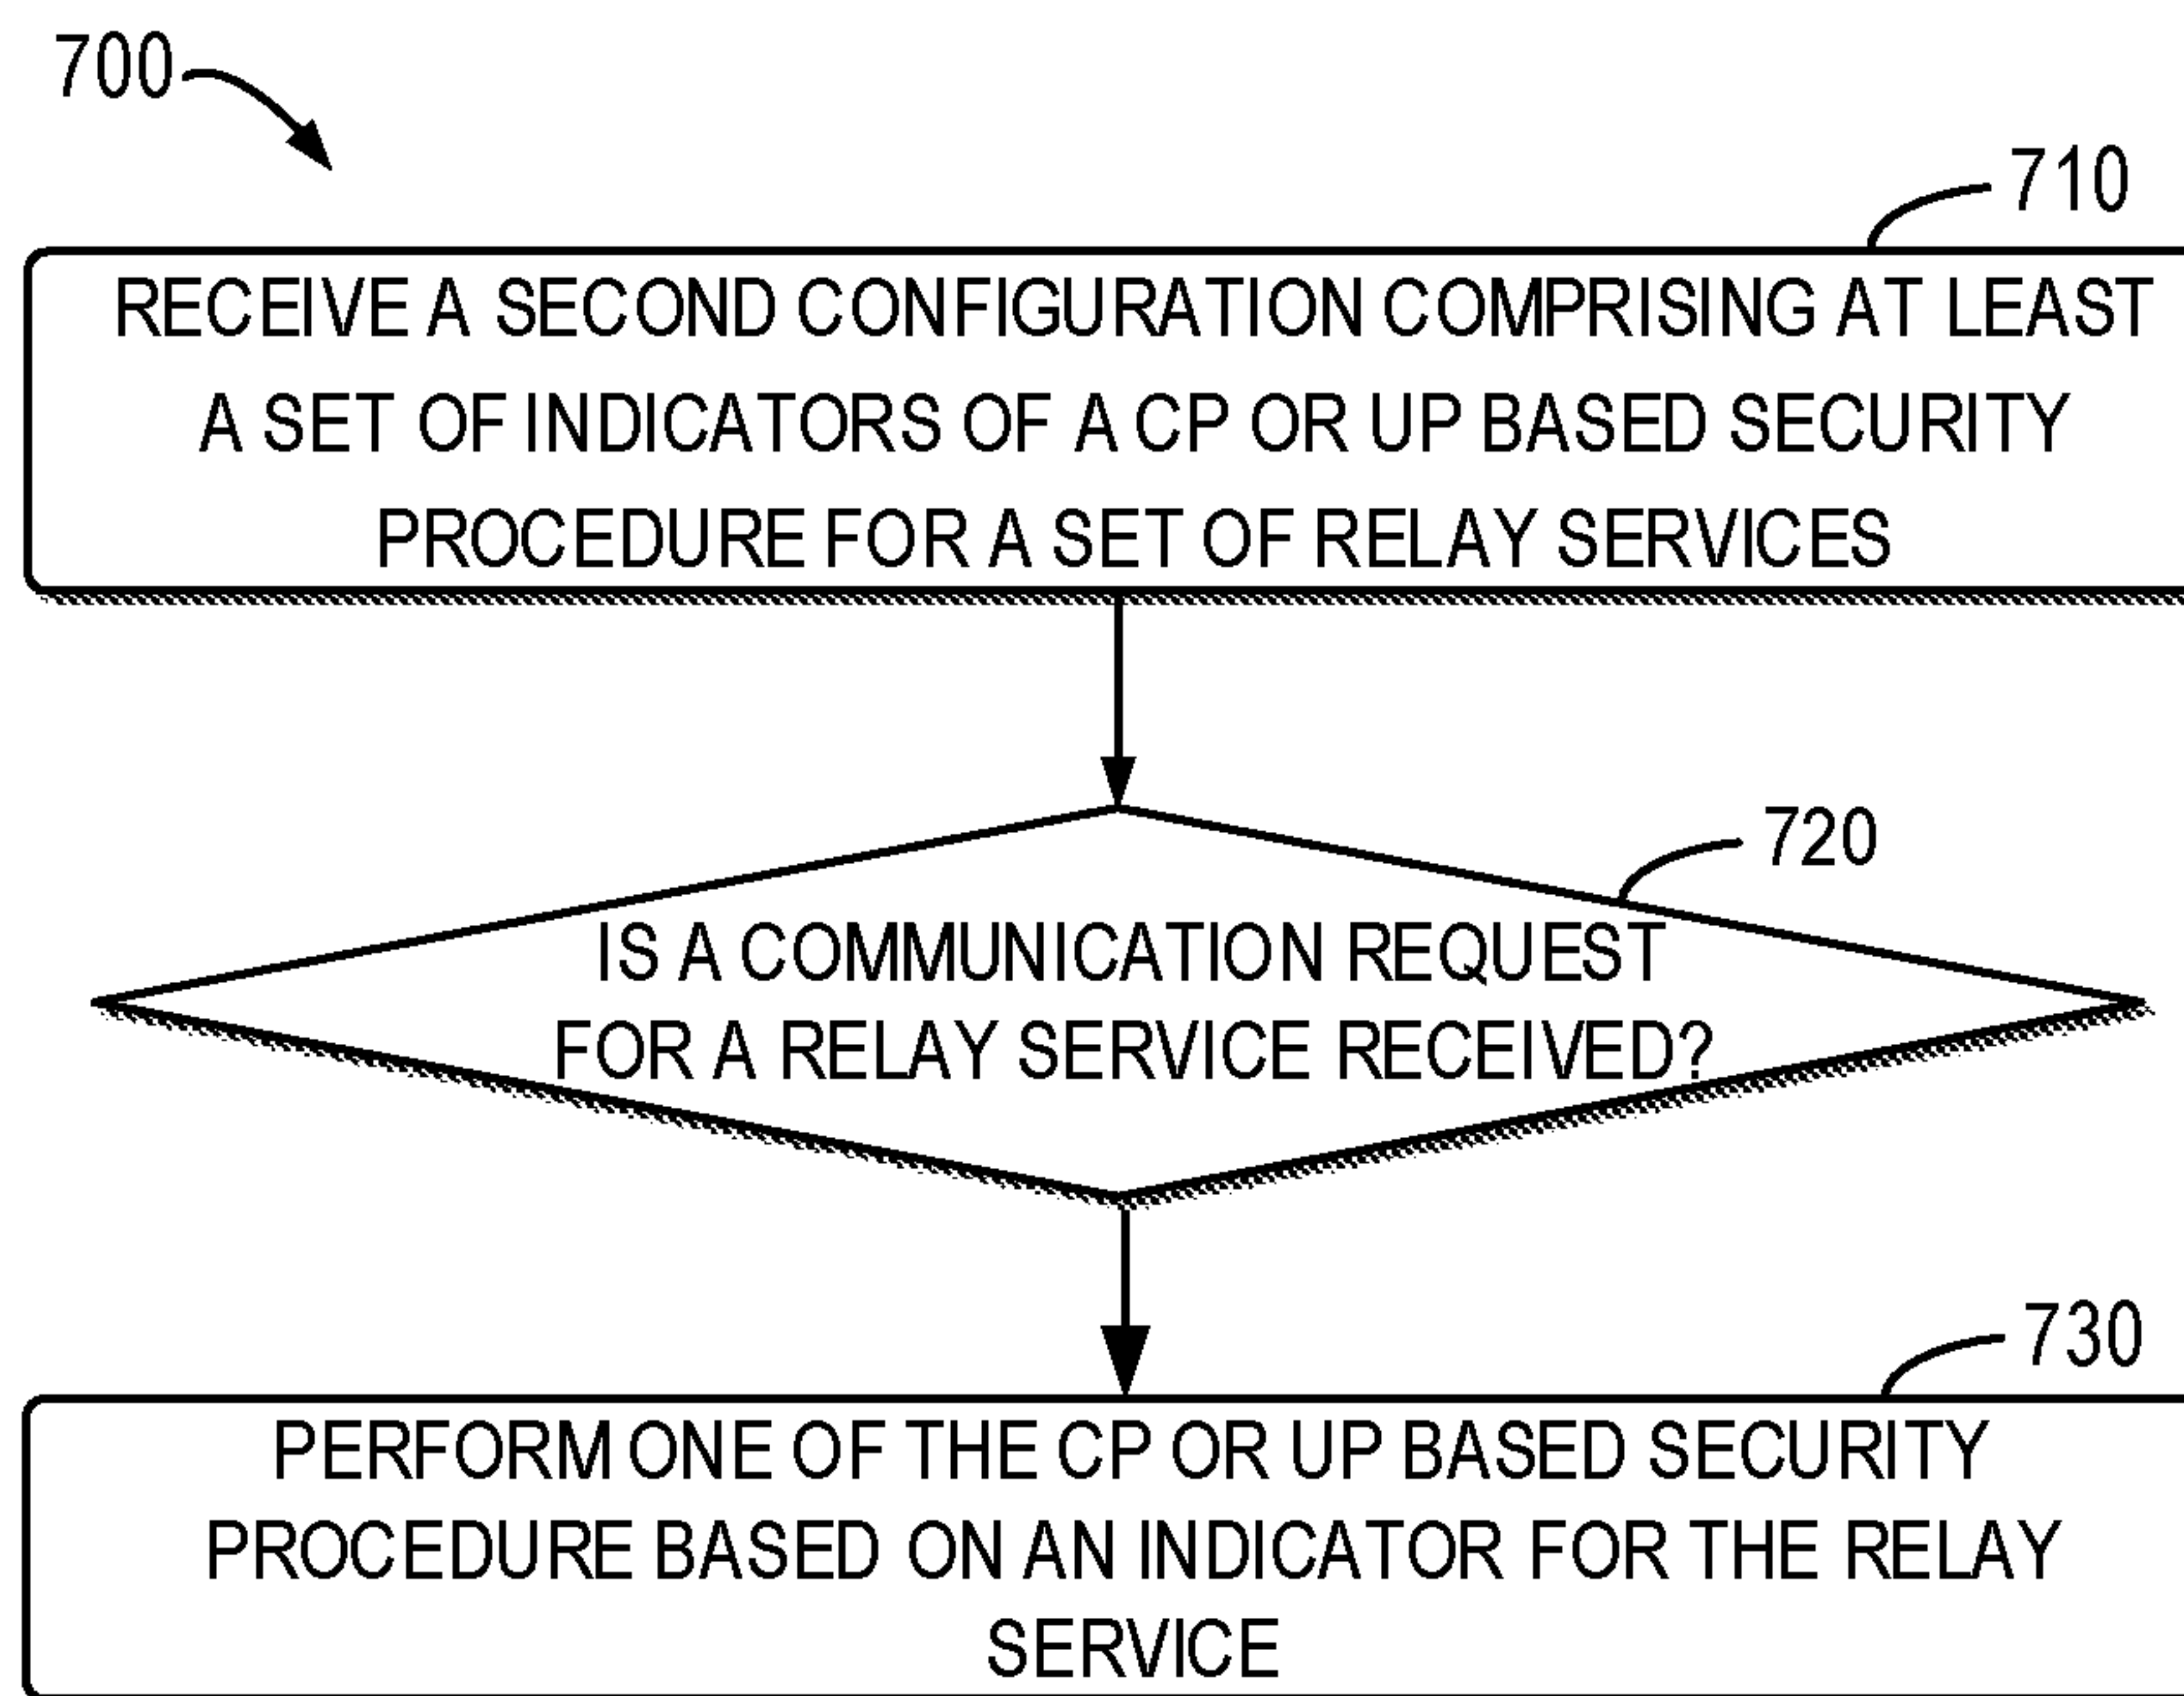 700
710
RECEIVE A SECOND CONFIGURATION COMPRISING AT LEAST
A SET OF INDICATORS OF A CP OR UP BASED SECURITY
PROCEDURE FOR A SET OF RELAY SERVICES
720
IS A COMMUNICATION REQUEST
FOR A RELAY SERVICE RECEIVED?
730
PERFORM ONE OF THE CP OR UP BASED SECURITY
PROCEDURE BASED ON AN INDICATOR FOR THE RELAY
SERVICE